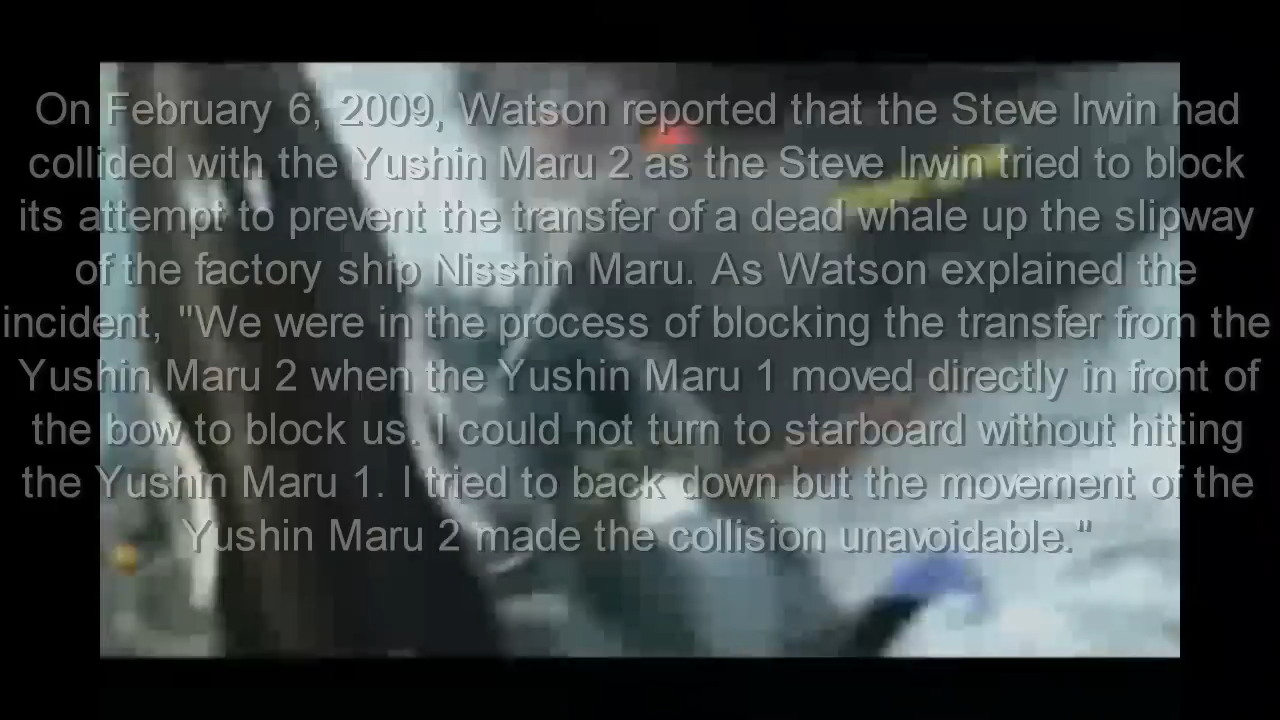 On February 6, 2009, Watson reported that the Steve Irwin had
collided with the Yushin Maru 2 as the Steve Irwin tried to block
its attempt to prevent the transfer of a dead whale up the slipway
of the factory ship Nisshin Maru. As Watson explained the
incident, "We were in the process of blocking the transfer from the
Yushin Maru 2 when the Yushin Maru 1 moved directly in front of
the bow to block us. I could not turn to starboard without hitting
the Yushin Maru 1. I tried to back down but the movement of the
Yushin Maru 2 made the collision unavoidable."